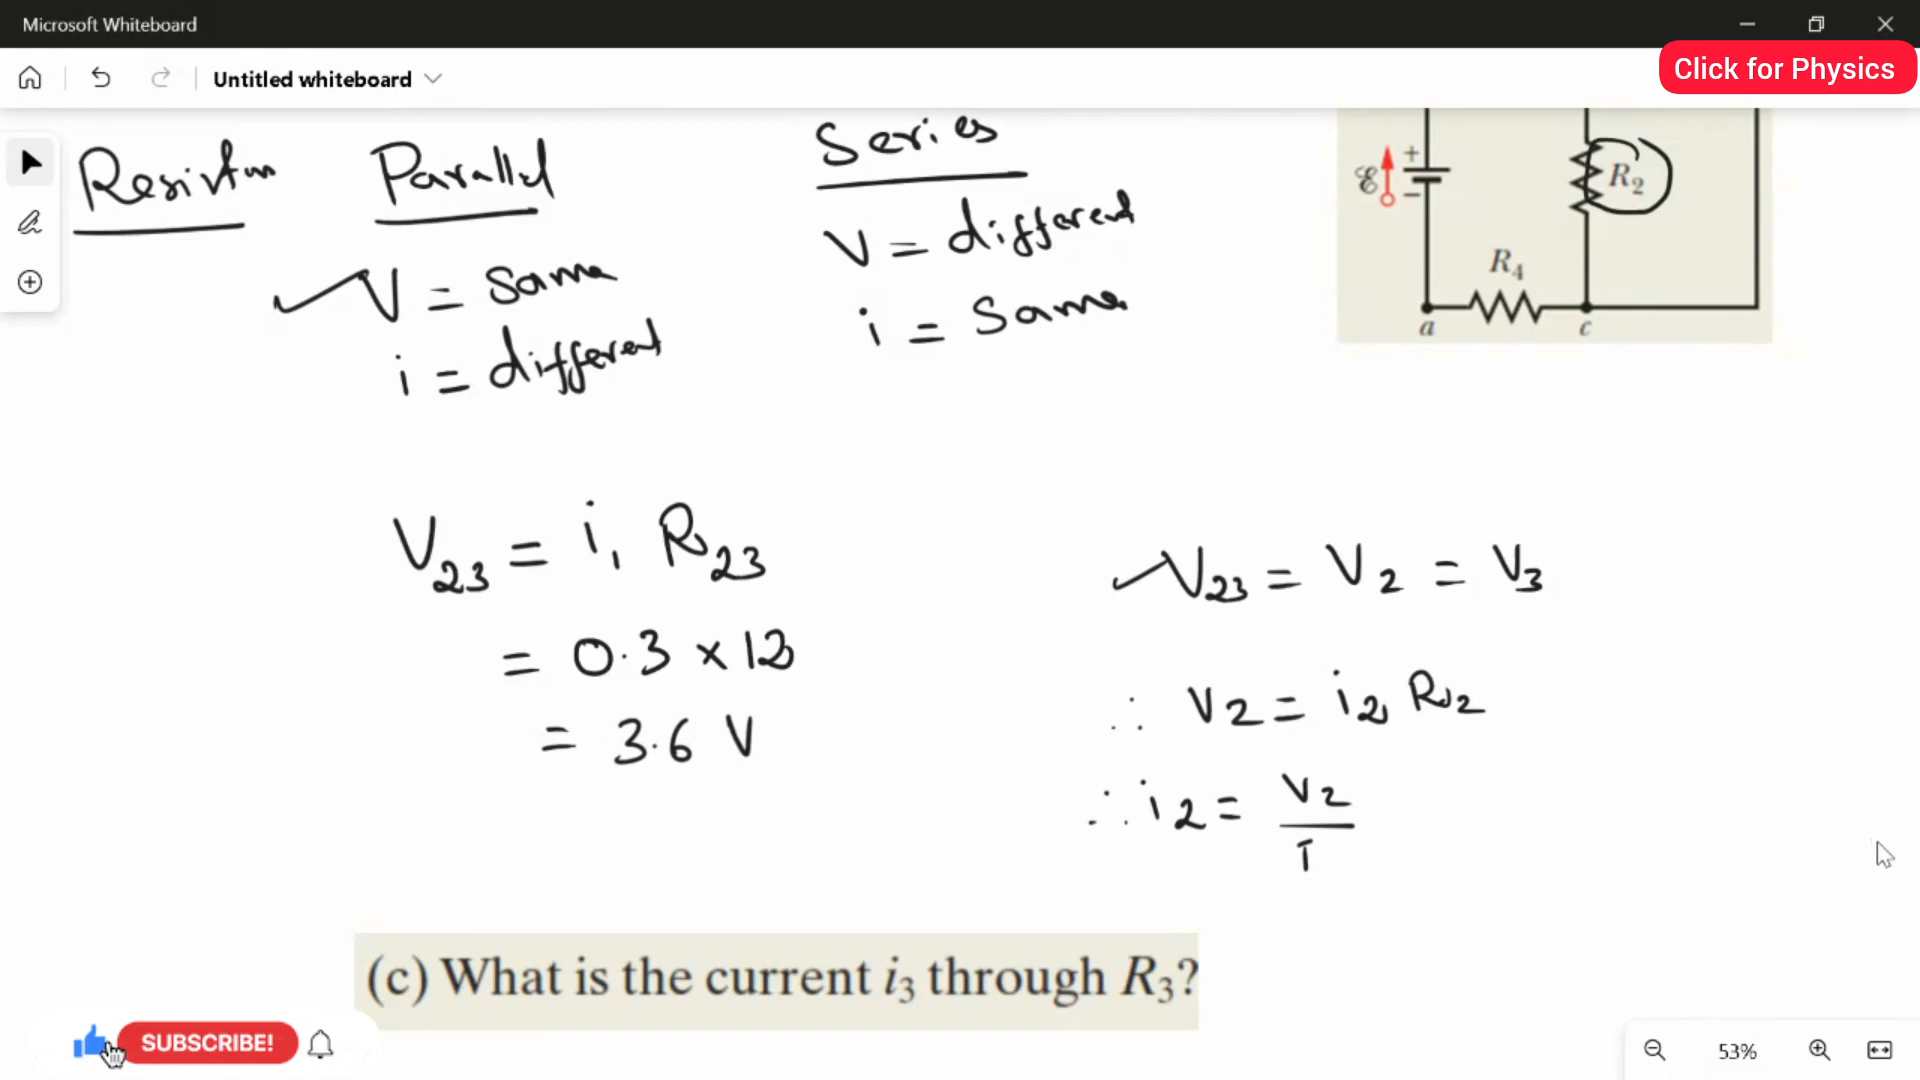 Microsoft Whiteboard
Untitled whiteboard
Click for Physics
Parallel
Series
V = Same
i = different
V = different
i = Same
ℰ + −
R2
R4
a
c
V23 = i1 R23
= 0.3 × 12
= 3.6 V
V23 = V2 = V3
∴ V2 = i2 R2
∴ i2 = V2
(c) What is the current i3 through R3?
SUBSCRIBE!
53%